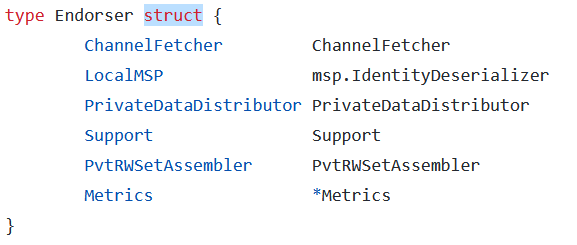 type Endorser struct {
ChannelFetcher ChannelFetcher
LocalMSP msp.IdentityDeserializer
PrivateDataDistributor PrivateDataDistributor
Support Support
PvtRWSetAssembler PvtRWSetAssembler
Metrics *Metrics
}